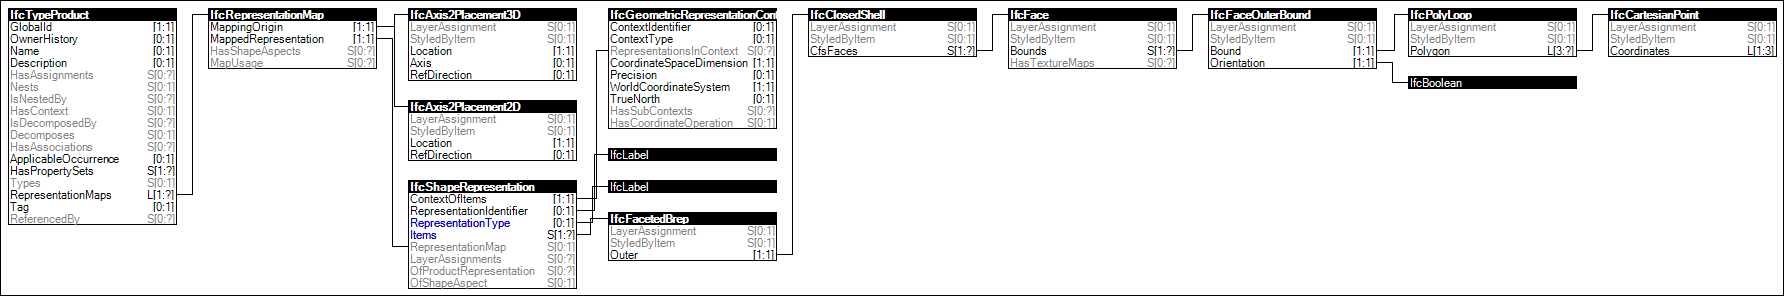 IfcTypeProduct
GlobalId [1:1]
OwnerHistory [0:1]
Name [0:1]
Description [0:1]
HasAssignments S[0:?]
Nests S[0:1]
IsNestedBy S[0:?]
HasContext S[0:1]
IsDecomposedBy S[0:?]
Decomposes S[0:1]
HasAssociations S[0:?]
ApplicableOccurrence [0:1]
HasPropertySets S[1:?]
Types S[0:1]
RepresentationMaps L[1:?]
Tag [0:1]
ReferencedBy S[0:?]
IfcRepresentationMap
MappingOrigin [1:1]
MappedRepresentation [1:1]
HasShapeAspects S[0:?]
MapUsage S[0:?]
IfcAxis2Placement3D
LayerAssignment S[0:1]
StyledByItem S[0:1]
Location [1:1]
Axis [0:1]
RefDirection [0:1]
IfcAxis2Placement2D
LayerAssignment S[0:1]
StyledByItem S[0:1]
Location [1:1]
RefDirection [0:1]
IfcShapeRepresentation
ContextOfItems [1:1]
RepresentationIdentifier [0:1]
RepresentationType [0:1]
Items S[1:?]
RepresentationMap S[0:1]
LayerAssignments S[0:?]
OfProductRepresentation S[0:?]
OfShapeAspect S[0:1]
IfcGeometricRepresentationCon
ContextIdentifier [0:1]
ContextType [0:1]
RepresentationsInContext S[0:?]
CoordinateSpaceDimension [1:1]
Precision [0:1]
WorldCoordinateSystem [1:1]
TrueNorth [0:1]
HasSubContexts S[0:?]
HasCoordinateOperation S[0:1]
IfcLabel
IfcLabel
IfcFacetedBrep
LayerAssignment S[0:1]
StyledByItem S[0:1]
Outer [1:1]
IfcClosedShell
LayerAssignment S[0:1]
StyledByItem S[0:1]
CfsFaces S[1:?]
IfcFace
LayerAssignment S[0:1]
StyledByItem S[0:1]
Bounds S[1:?]
HasTextureMaps S[0:?]
IfcFaceOuterBound
LayerAssignment S[0:1]
StyledByItem S[0:1]
Bound [1:1]
Orientation [1:1]
IfcPolyLoop
LayerAssignment S[0:1]
StyledByItem S[0:1]
Polygon L[3:?]
IfcBoolean
IfcCartesianPoint
LayerAssignment S[0:1]
StyledByItem S[0:1]
Coordinates L[1:3]